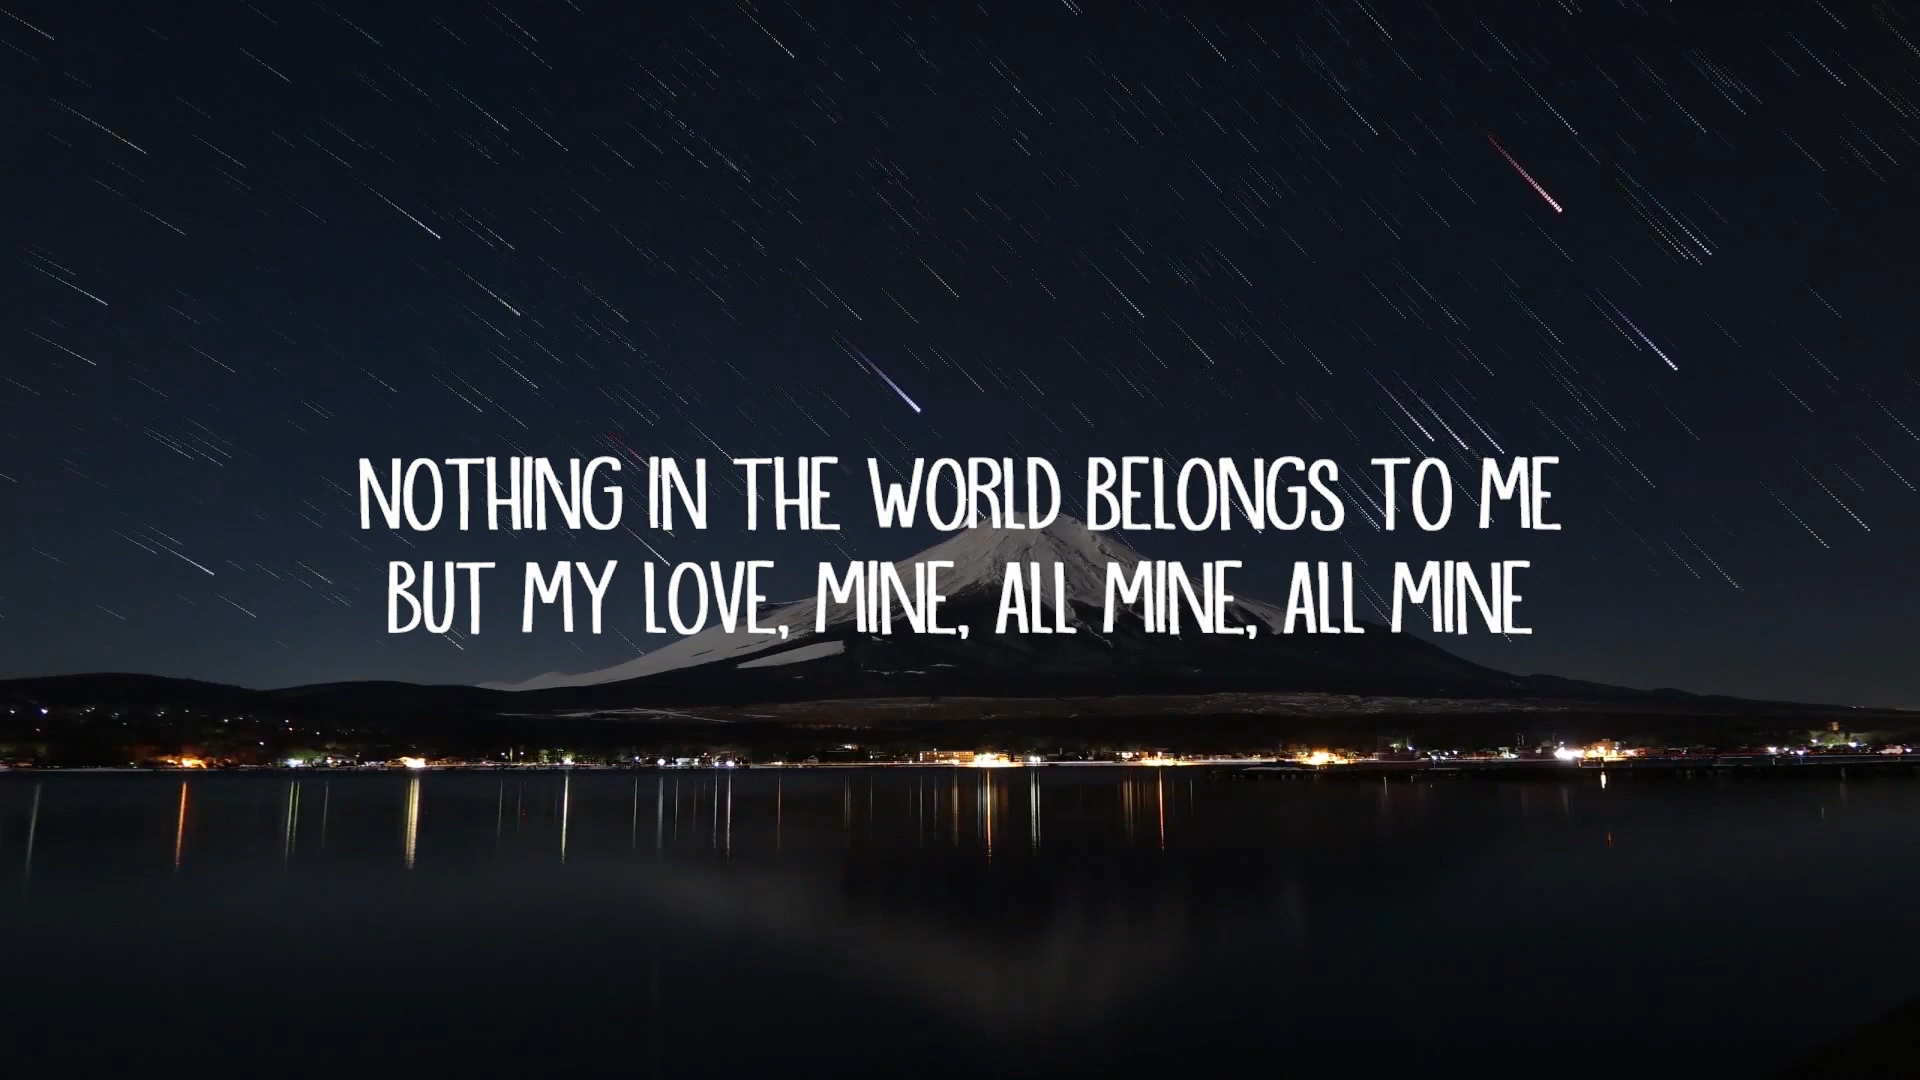 NOTHING IN THE WORLD BELONGS TO ME
BUT MY LOVE, MINE, ALL MINE, ALL MINE